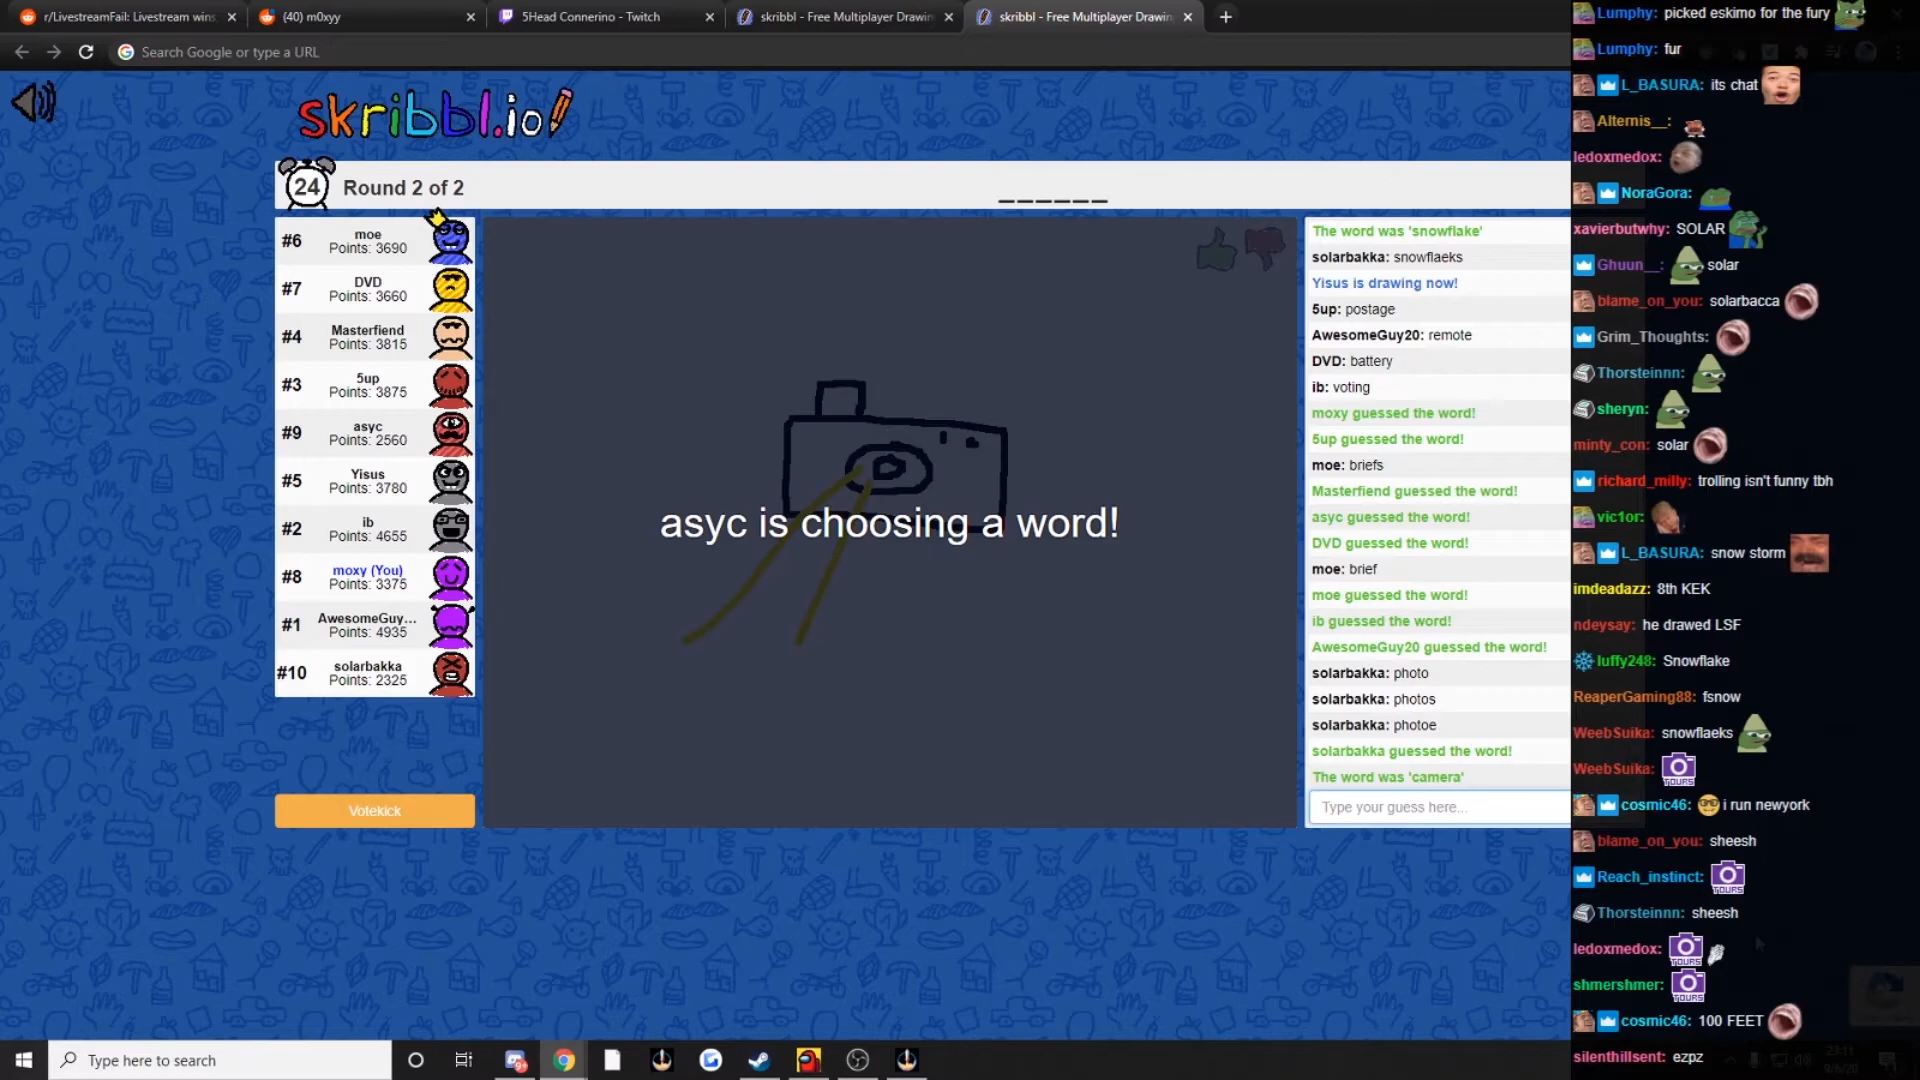 r/LivestreamFail: Livestream wins
(40) m0xyy
5Head Connerino - Twitch
skribbl - Free Multiplayer Drawin
skribbl - Free Multiplayer Drawin
Search Google or type a URL
skribbl.io
24
Round 2 of 2
______
#6 moe
Points: 3690
#7 DVD
Points: 3660
#4 Masterfiend
Points: 3815
#3 5up
Points: 3875
#9 asyc
Points: 2560
#5 Yisus
Points: 3780
#2 ib
Points: 4655
#8 moxy (You)
Points: 3375
#1 AwesomeGuy...
Points: 4935
#10 solarbakka
Points: 2325
Votekick
asyc is choosing a word!
The word was 'snowflake'
solarbakka: snowflaeks
Yisus is drawing now!
5up: postage
AwesomeGuy20: remote
DVD: battery
ib: voting
moxy guessed the word!
5up guessed the word!
moe: briefs
Masterfiend guessed the word!
asyc guessed the word!
DVD guessed the word!
moe: brief
moe guessed the word!
ib guessed the word!
AwesomeGuy20 guessed the word!
solarbakka: photo
solarbakka: photos
solarbakka: photoe
solarbakka guessed the word!
The word was 'camera'
Type your guess here...
Lumphy: picked eskimo for the fury
Lumphy: fur
L_BASURA: its chat
Alternis__:
ledoxmedox:
NoraGora:
xavierbutwhy: SOLAR
Ghuun__: solar
blame_on_you: solarbacca
Grim_Thoughts:
Thorsteinnn:
sheryn:
minty_con: solar
richard_milly: trolling isn't funny tbh
vic1or:
L_BASURA: snow storm
imdeadazz: 8th KEK
ndeysay: he drawed LSF
luffy248: Snowflake
ReaperGaming88: fsnow
WeebSuika: snowflaeks
WeebSuika: TOURS
cosmic46: i run newyork
blame_on_you: sheesh
Reach_instinct: TOURS
Thorsteinnn: sheesh
ledoxmedox: TOURS
shmershmer: TOURS
cosmic46: 100 FEET
silenthillsent: ezpz
Type here to search
23:11
9/6/20